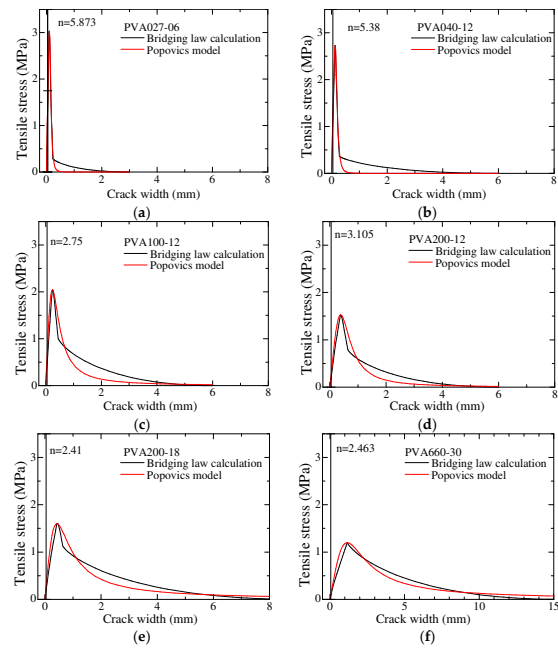 n=5.873
PVA027-06
Bridging law calculation
Popovics model
Tensile stress (MPa)
3
2
1
0
0 2 4 6 8
Crack width (mm)
(a)
n=5.38
PVA040-12
Bridging law calculation
Popovics model
Tensile stress (MPa)
3
2
1
0
0 2 4 6 8
Crack width (mm)
(b)
n=2.75
PVA100-12
Bridging law calculation
Popovics model
Tensile stress (MPa)
3
2
1
0
0 2 4 6 8
Crack width (mm)
(c)
n=3.105
PVA200-12
Bridging law calculation
Popovics model
Tensile stress (MPa)
3
2
1
0
0 2 4 6 8
Crack width (mm)
(d)
n=2.41
PVA200-18
Bridging law calculation
Popovics model
Tensile stress (MPa)
3
2
1
0
0 2 4 6 8
Crack width (mm)
(e)
n=2.463
PVA660-30
Bridging law calculation
Popovics model
Tensile stress (MPa)
3
2
1
0
0 5 10 15
Crack width (mm)
(f)